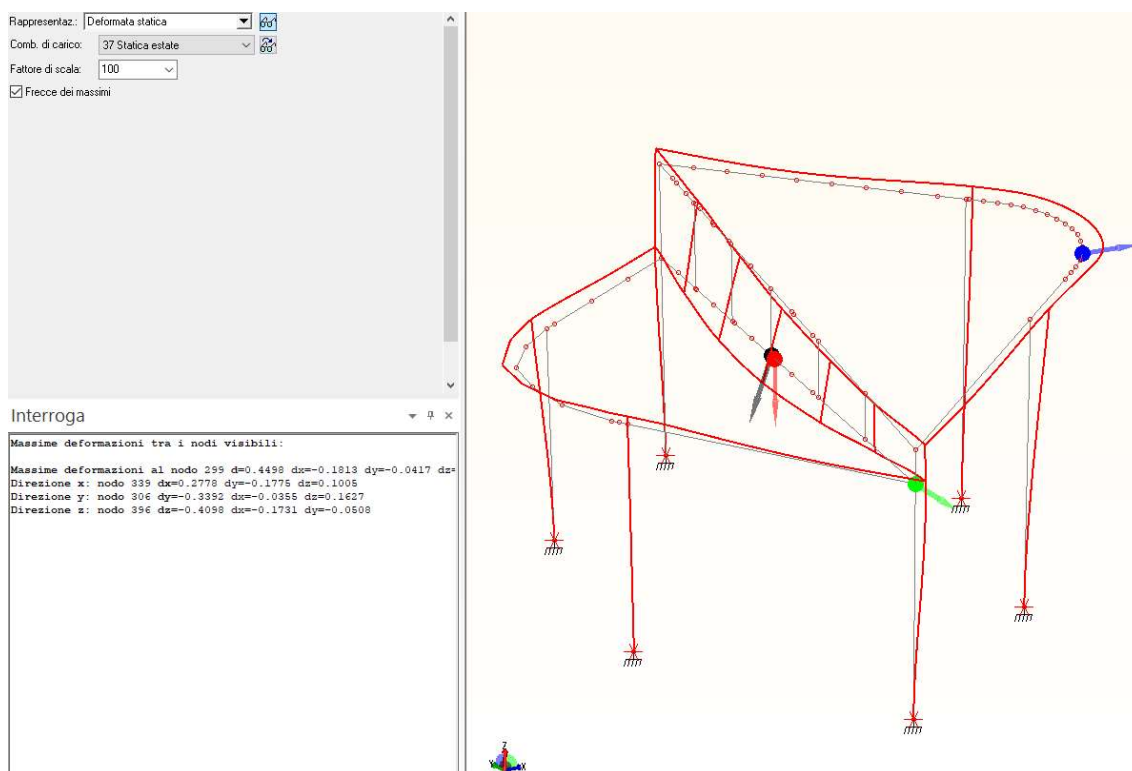 Rappresentaz.: Deformata statica
Comb. di carico: 37 Statica estate
Fattore di scala: 100
Frecce dei massimi
Interroga
Massime deformazioni tra i nodi visibili:
Massime deformazioni al nodo 299 d=0.4498 dx=-0.1813 dy=-0.0417 dz=
Direzione x: nodo 339 dx=0.2778 dy=-0.1775 dz=0.1005
Direzione y: nodo 306 dy=-0.3392 dx=-0.0355 dz=0.1627
Direzione z: nodo 396 dz=-0.4098 dx=-0.1731 dy=-0.0508
Z
Y X